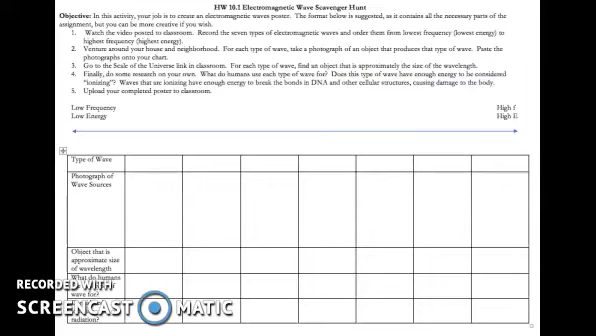 HW 10.1 Electromagnetic Wave Scavenger Hunt
Objective: In this activity, your job is to create an electromagnetic waves poster. The format below is suggested, as it contains all the necessary parts of the
assignment, but you can be more creative if you wish.
1. Watch the video posted to classroom. Record the seven types of electromagnetic waves and order them from lowest frequency (lowest energy) to
highest frequency (highest energy).
2. Venture around your house and neighborhood. For each type of wave, take a photograph of an object that produces that type of wave. Paste the
photographs onto your chart.
3. Go to the Scale of the Universe link in classroom. For each type of wave, find an object that is approximately the size of the wavelength.
4. Finally, do some research on your own. What do humans use each type of wave for? Does this type of wave have enough energy to be considered
"ionizing"? Waves that are ionizing have enough energy to break the bonds in DNA and other cellular structures, causing damage to the body.
5. Upload your completed poster to classroom.
Low Frequency High f
Low Energy High E
Type of Wave
Photograph of
Wave Sources
Object that is
approximate size
of wavelength
What do humans
wave for?
radiation?
RECORDED WITH
SCREENCAST MATIC